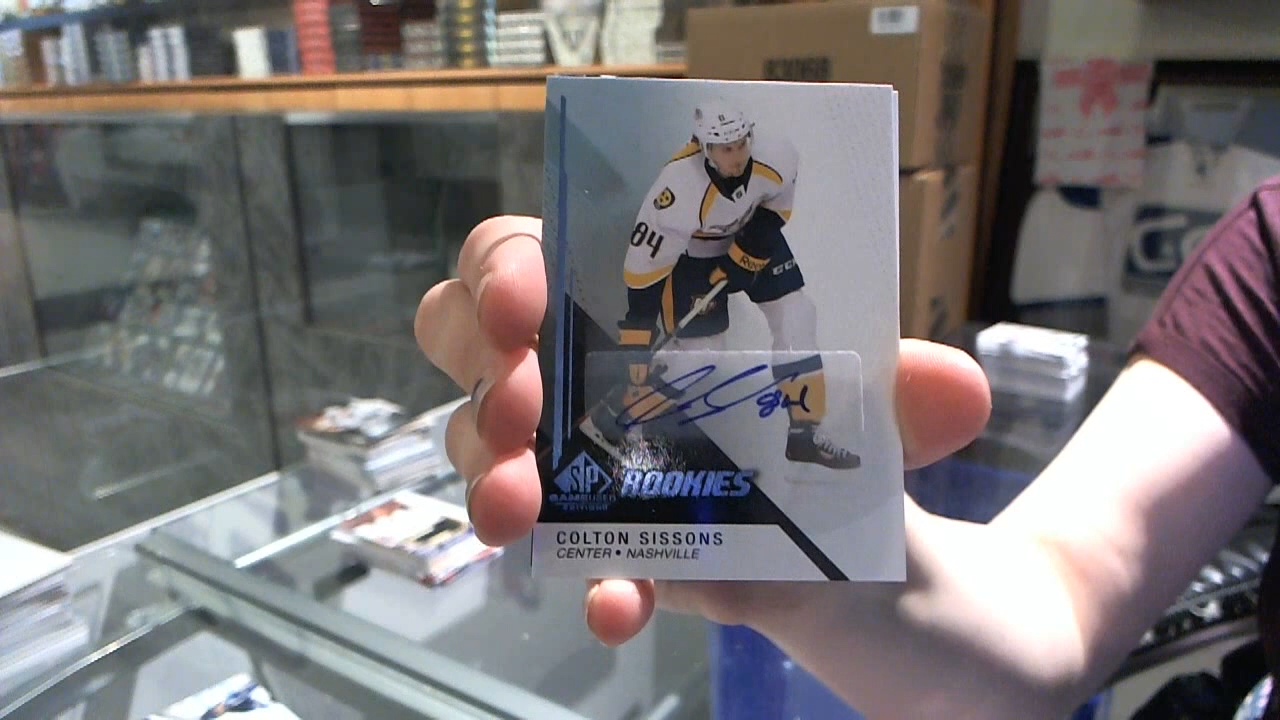 84
SP
GAME USED
EDITION
ROOKIES
COLTON SISSONS
CENTER • NASHVILLE